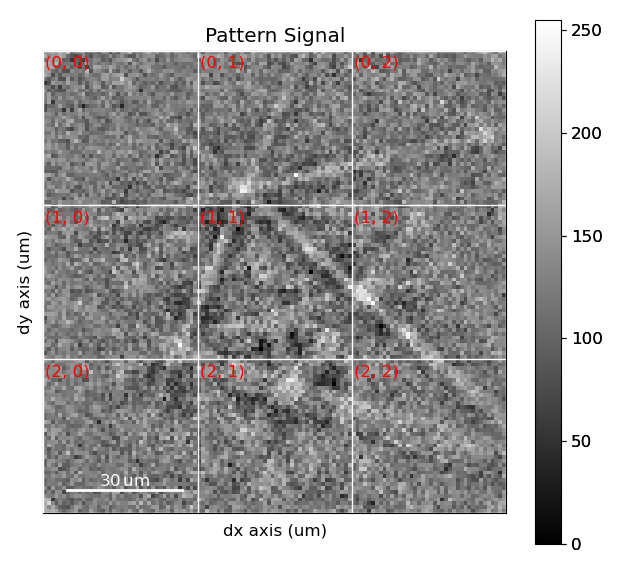 Pattern Signal
(0, 0) (0, 1) (0, 2)
(1, 0) (1, 1) (1, 2)
(2, 0) (2, 1) (2, 2)
30 um
dx axis (um)
dy axis (um)
250
200
150
100
50
0